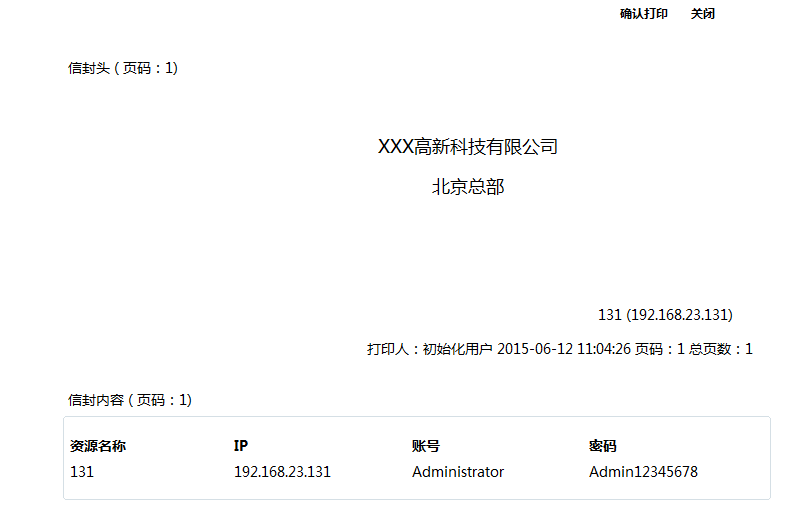 确认打印 关闭
信封头 ( 页码：1)
XXX高新科技有限公司
北京总部
131 (192.168.23.131)
打印人：初始化用户 2015-06-12 11:04:26 页码：1 总页数：1
信封内容 ( 页码：1)
资源名称 IP 账号 密码
131 192.168.23.131 Administrator Admin12345678